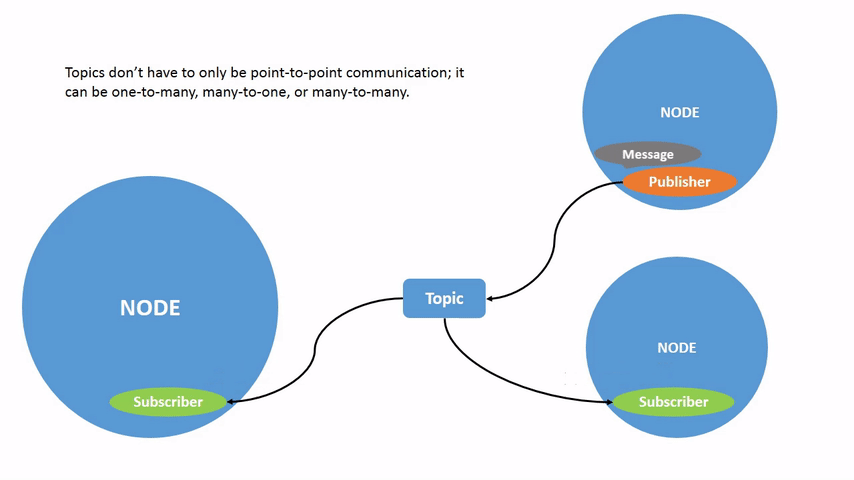 Topics don't have to only be point-to-point communication; it
can be one-to-many, many-to-one, or many-to-many.
NODE
Message
Publisher
Topic
NODE
NODE
Subscriber
Subscriber